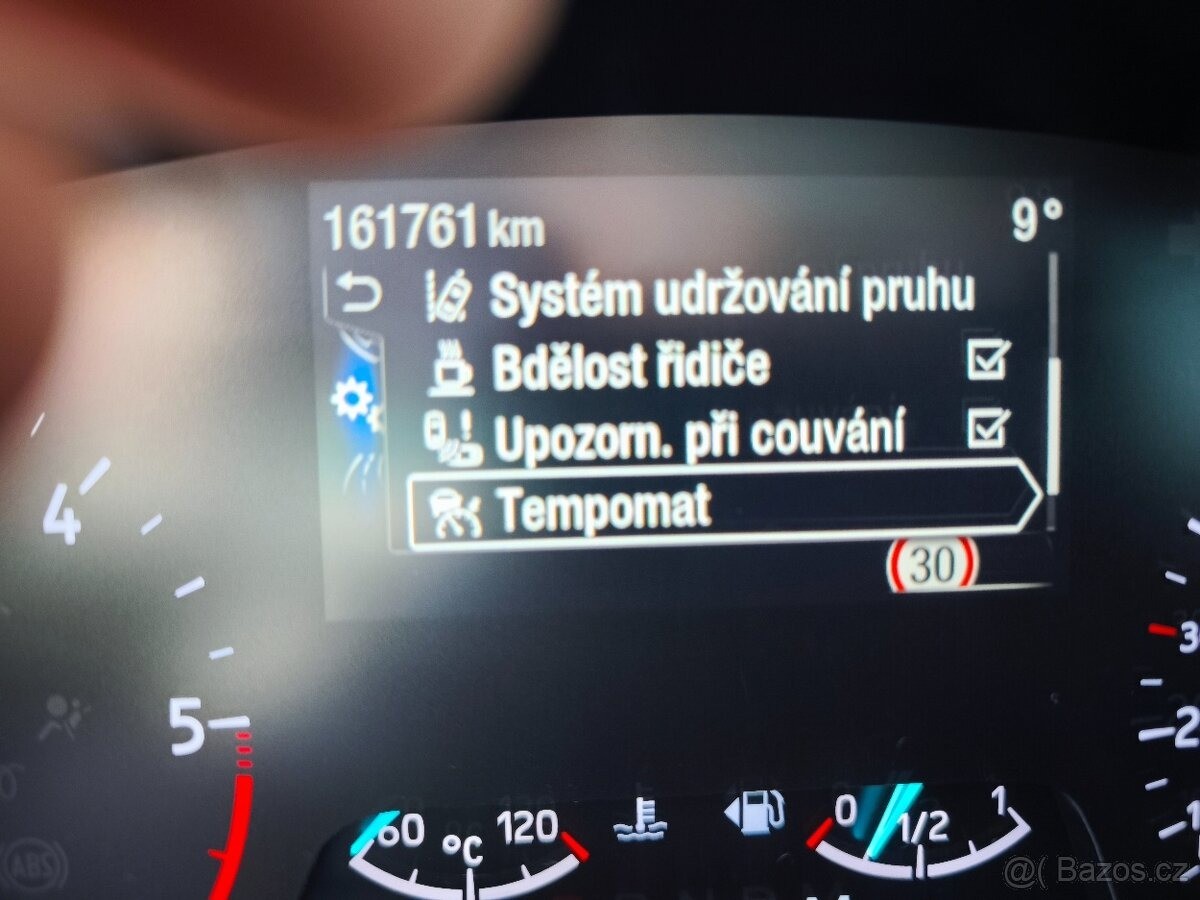 161761 km
9°
Systém udržování pruhu
Bdělost řidiče
Upozorn. při couvání
Tempomat
30
4
5
3
2
1
60
°C
120
0
1/2
1
ABS
@( Bazos.cz